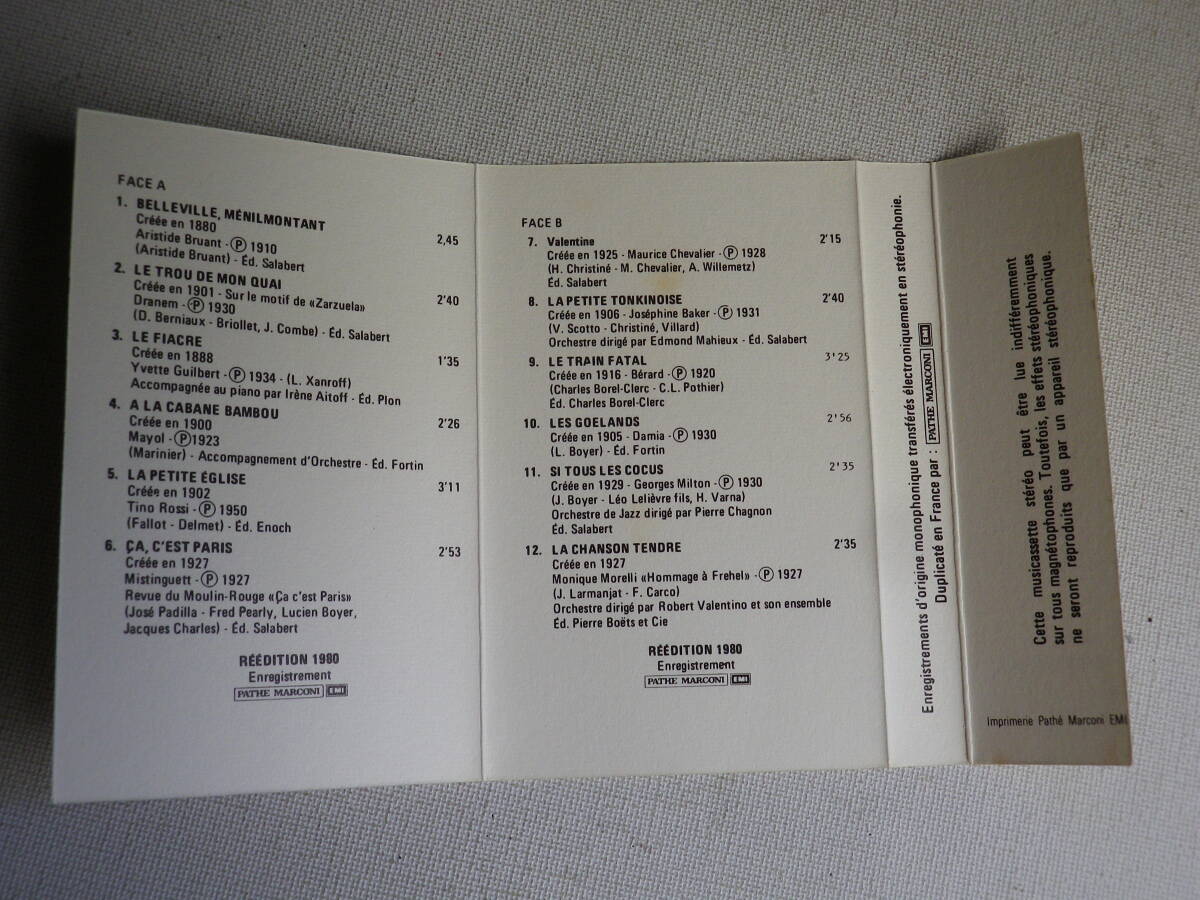 FACE A
1. BELLEVILLE, MÉNILMONTANT
Créée en 1880
Aristide Bruant - Ⓟ 1910 2,45
(Aristide Bruant) - Éd. Salabert
2. LE TROU DE MON QUAI
Créée en 1901 - Sur le motif de «Zarzuela» 2'40
Dranem - Ⓟ 1930
(D. Berniaux - Briollet, J. Combe) - Éd. Salabert
3. LE FIACRE
Créée en 1888 1'35
Yvette Guilbert - Ⓟ 1934 - (L. Xanroff)
Accompagnée au piano par Irène Aitoff - Éd. Plon
4. A LA CABANE BAMBOU
Créée en 1900 2'26
Mayol - Ⓟ 1923
(Marinier) - Accompagnement d'Orchestre - Éd. Fortin
5. LA PETITE ÉGLISE
Créée en 1902 3'11
Tino Rossi - Ⓟ 1950
(Fallot - Delmet) - Éd. Enoch
6. ÇA, C'EST PARIS 2'53
Créée en 1927
Mistinguett - Ⓟ 1927
Revue du Moulin-Rouge «Ça c'est Paris»
(José Padilla - Fred Pearly, Lucien Boyer,
Jacques Charles) - Éd. Salabert
RÉÉDITION 1980
Enregistrement
PATHE MARCONI EMI
FACE B
7. Valentine 2'15
Créée en 1925 - Maurice Chevalier - Ⓟ 1928
(H. Christiné - M. Chevalier, A. Willemetz)
Éd. Salabert
8. LA PETITE TONKINOISE 2'40
Créée en 1906 - Joséphine Baker - Ⓟ 1931
(V. Scotto - Christiné, Villard)
Orchestre dirigé par Edmond Mahieux - Éd. Salabert
9. LE TRAIN FATAL 3'25
Créée en 1916 - Bérard - Ⓟ 1920
(Charles Borel-Clerc - C.L. Pothier)
Éd. Charles Borel-Clerc
10. LES GOELANDS 2'56
Créée en 1905 - Damia - Ⓟ 1930
(L. Boyer) - Éd. Fortin
11. SI TOUS LES COCUS 2'35
Créée en 1929 - Georges Milton - Ⓟ 1930
(J. Boyer - Léo Lelièvre fils, H. Varna)
Orchestre de Jazz dirigé par Pierre Chagnon
Éd. Salabert
12. LA CHANSON TENDRE 2'35
Créée en 1927
Monique Morelli «Hommage à Frehel» - Ⓟ 1927
(J. Larmanjat - F. Carco)
Orchestre dirigé par Robert Valentino et son ensemble
Éd. Pierre Boëts et Cie
RÉÉDITION 1980
Enregistrement
PATHE MARCONI EMI
Enregistrements d'origine monophonique transférés électroniquement en stéréophonie.
Duplicaté en France par : PATHE MARCONI EMI
Cette musicassette stéréo peut être lue indifféremment
sur tous magnétophones. Toutefois, les effets stéréophoniques
ne seront reproduits que par un appareil stéréophonique.
Imprimerie Pathé Marconi EMI